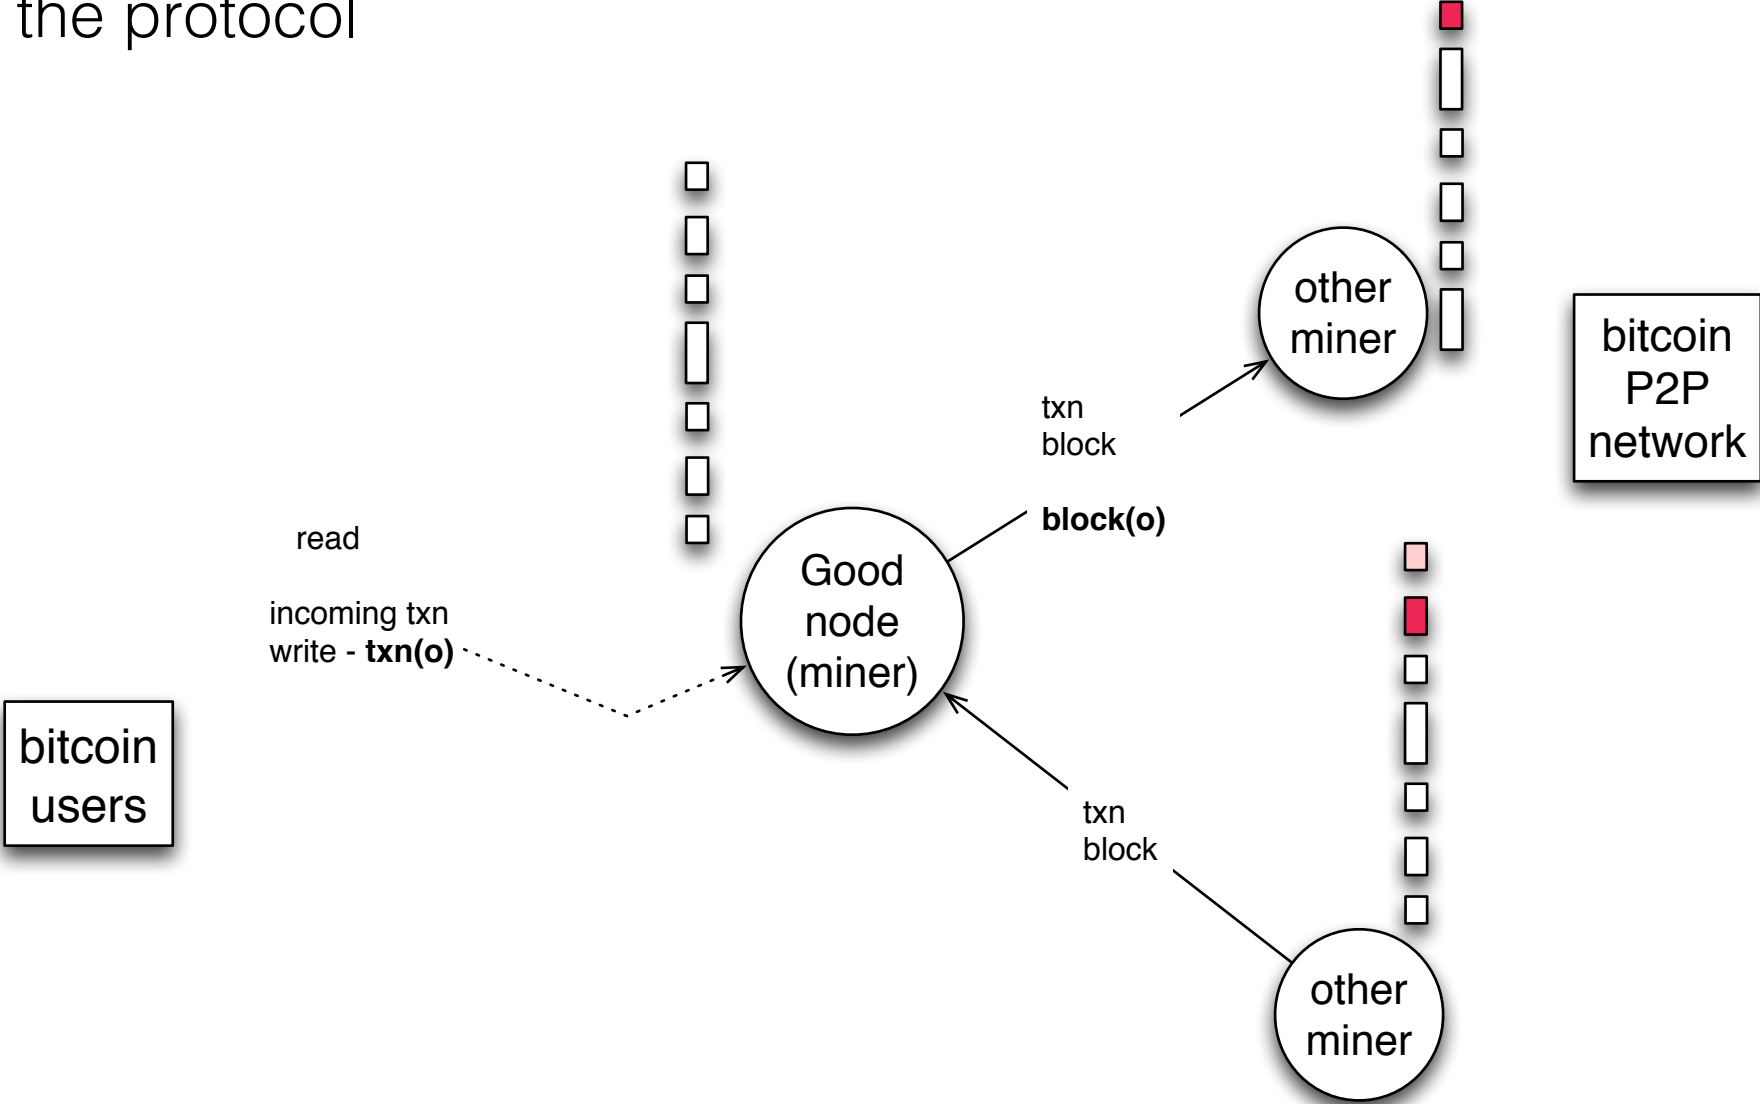 the protocol
other
miner
bitcoin
P2P
network
txn
block
block(o)
read
incoming txn
write - txn(o)
Good
node
(miner)
bitcoin
users
txn
block
other
miner